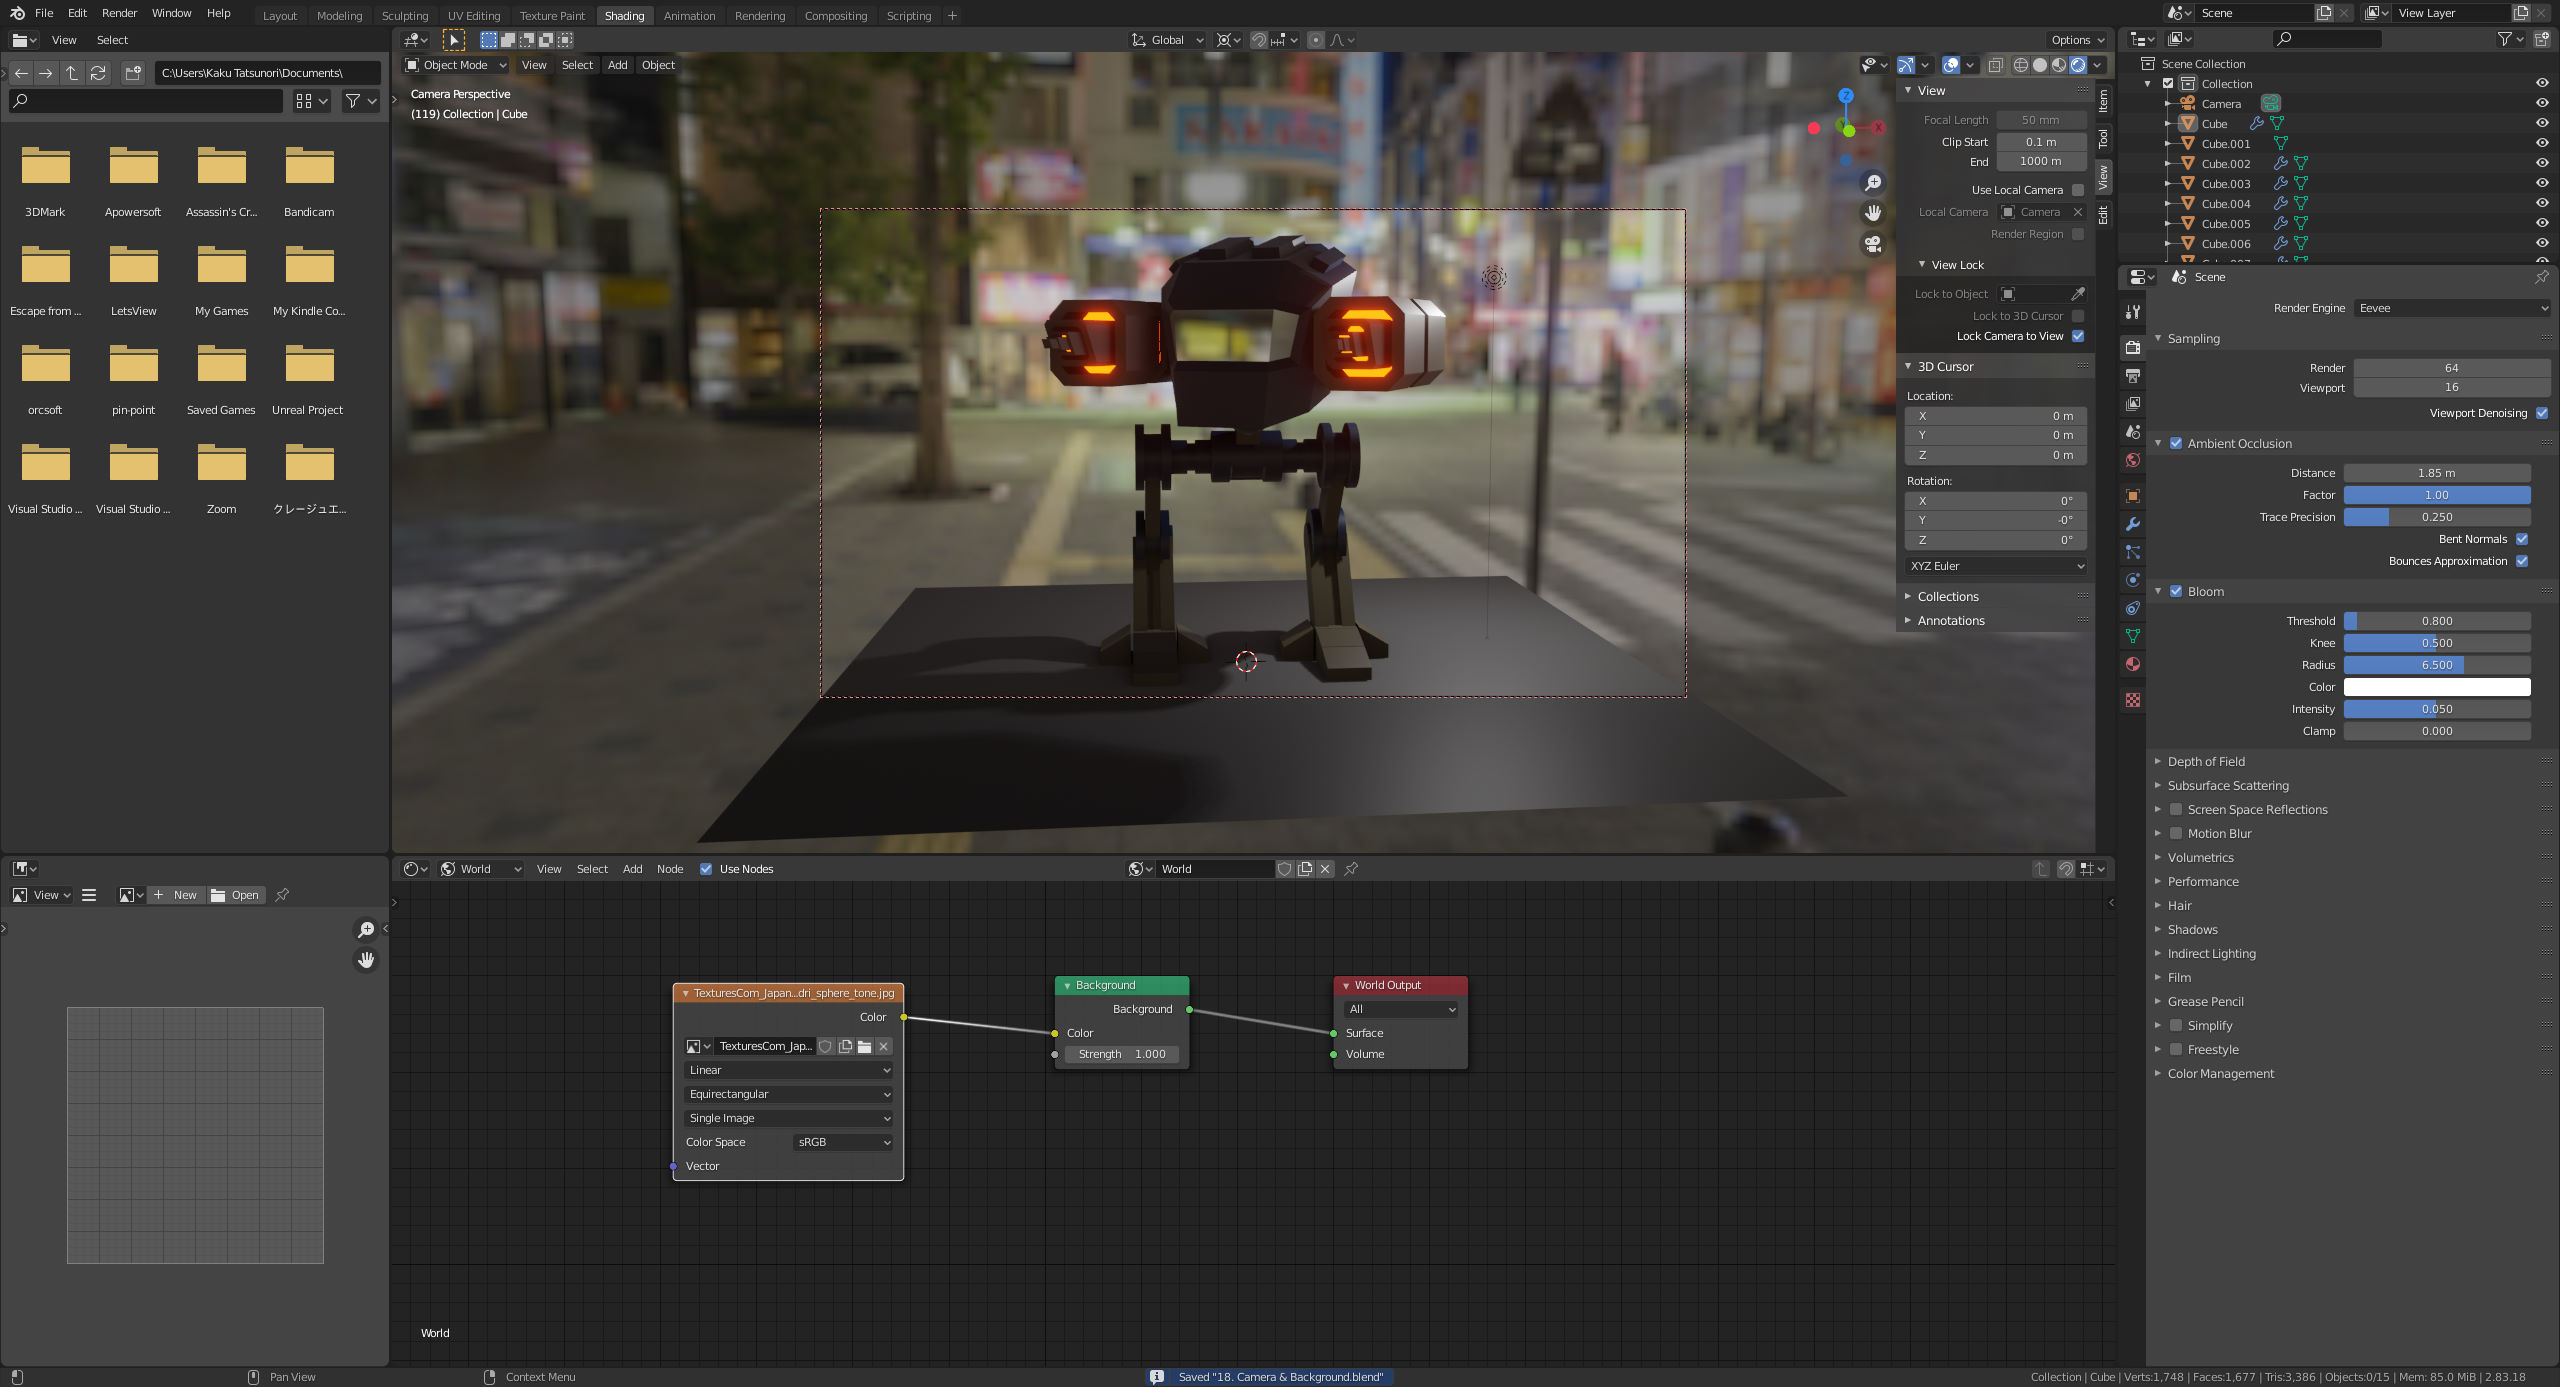 File Edit Render Window Help Layout Modeling Sculpting UV Editing Texture Paint Shading Animation Rendering Compositing Scripting + Scene View Layer
View Select
C:\Users\Kaku Tatsunori\Documents\
3DMark Apowersoft Assassin's Cr... Bandicam
Escape from ... LetsView My Games My Kindle Co...
orcsoft pin-point Saved Games Unreal Project
Visual Studio ... Visual Studio ... Zoom クレージュエ...
Global Options
Object Mode View Select Add Object
Camera Perspective
(119) Collection | Cube
Z
X
View
Focal Length 50 mm
Clip Start 0.1 m
End 1000 m
Use Local Camera
Local Camera Camera
Render Region
View Lock
Lock to Object
Lock to 3D Cursor
Lock Camera to View
3D Cursor
Location:
X 0 m
Y 0 m
Z 0 m
Rotation:
X 0°
Y -0°
Z 0°
XYZ Euler
Collections
Annotations
Item
Tool
View
Edit
Scene Collection
Collection
Camera
Cube
Cube.001
Cube.002
Cube.003
Cube.004
Cube.005
Cube.006
Scene
Render Engine Eevee
Sampling
Render 64
Viewport 16
Viewport Denoising
Ambient Occlusion
Distance 1.85 m
Factor 1.00
Trace Precision 0.250
Bent Normals
Bounces Approximation
Bloom
Threshold 0.800
Knee 0.500
Radius 6.500
Color
Intensity 0.050
Clamp 0.000
Depth of Field
Subsurface Scattering
Screen Space Reflections
Motion Blur
Volumetrics
Performance
Hair
Shadows
Indirect Lighting
Film
Grease Pencil
Simplify
Freestyle
Color Management
View New Open
World View Select Add Node Use Nodes World
TexturesCom_Japan...dri_sphere_tone.jpg
Color
TexturesCom_Jap...
Linear
Equirectangular
Single Image
Color Space sRGB
Vector
Background
Background
Color
Strength 1.000
World Output
All
Surface
Volume
World
Pan View Context Menu Saved "18. Camera & Background.blend" Collection | Cube | Verts:1,748 | Faces:1,677 | Tris:3,386 | Objects:0/15 | Mem: 85.0 MiB | 2.83.18